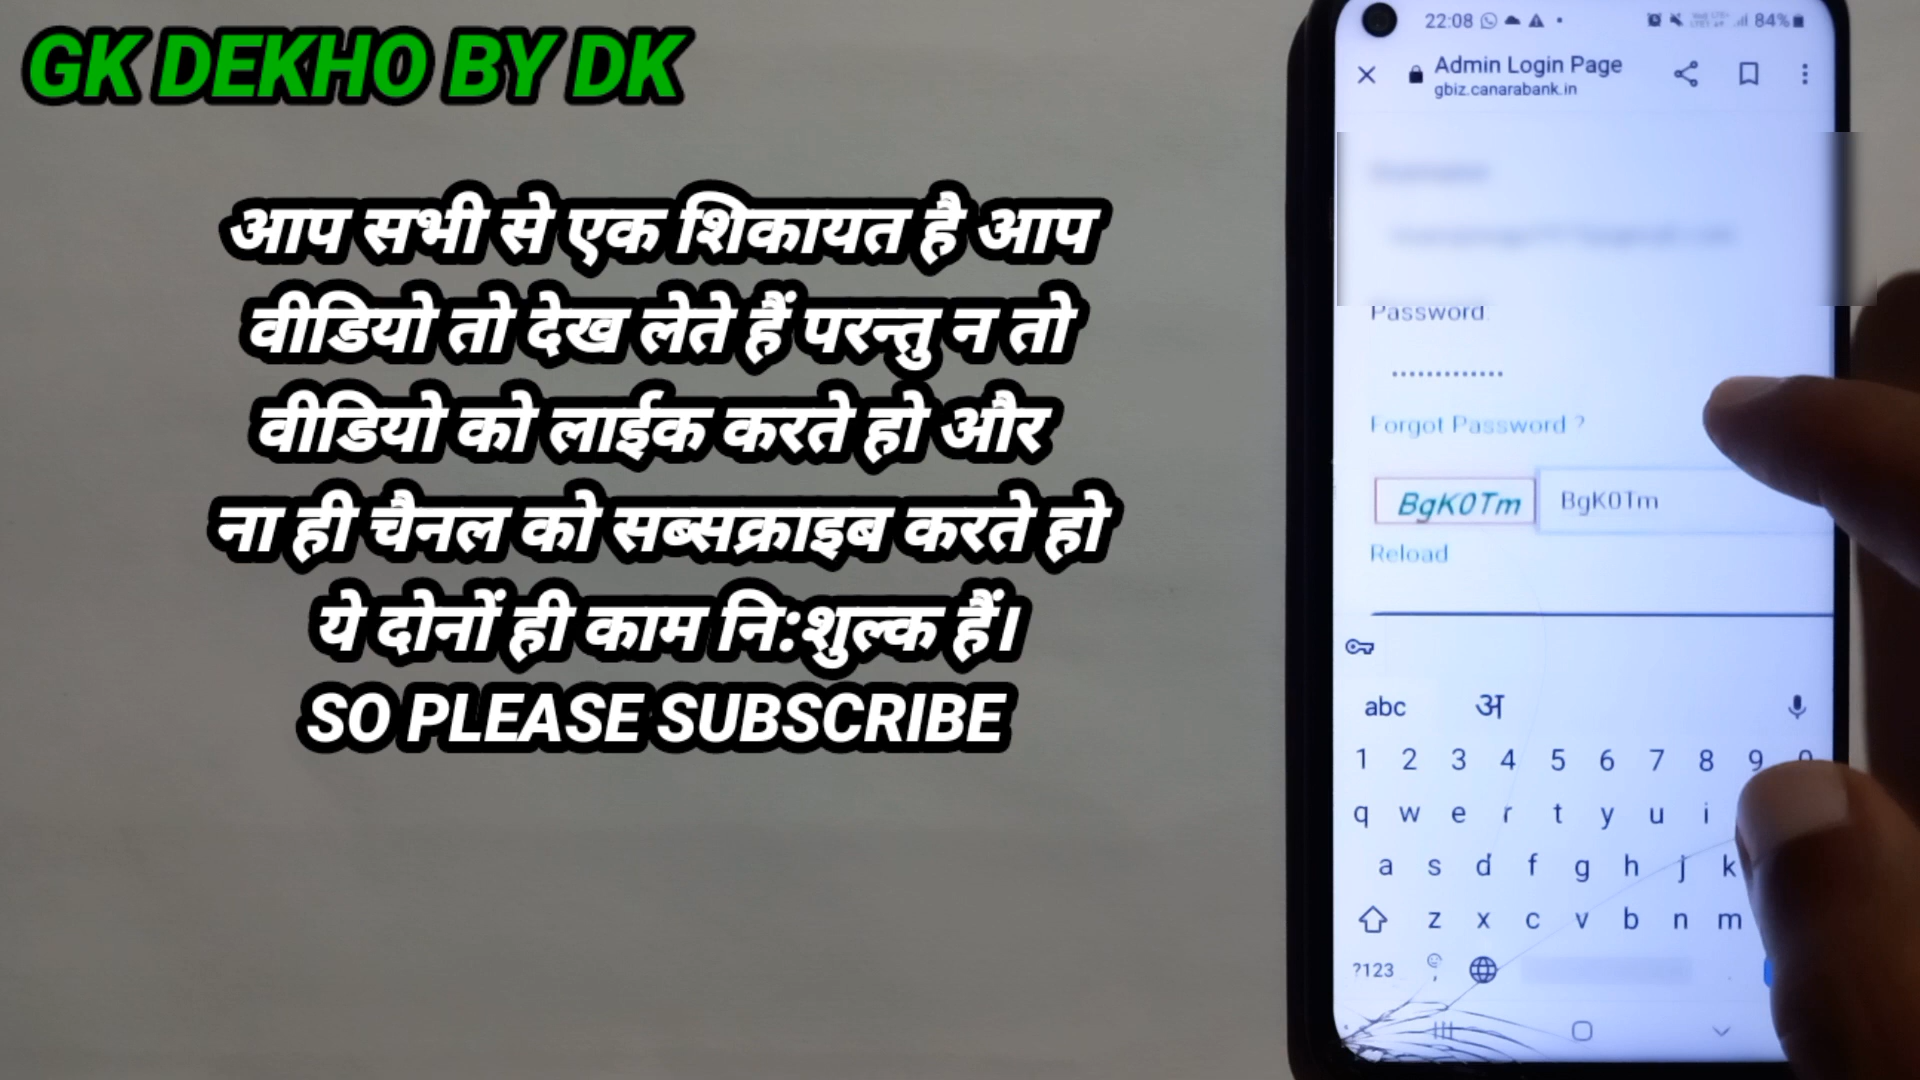 GK DEKHO BY DK
आप सभी से एक शिकायत है आप
वीडियो तो देख लेते हैं परन्तु न तो
वीडियो को लाईक करते हो और
ना ही चैनल को सब्सक्राइब करते हो
ये दोनों ही काम नि:शुल्क हैं।
SO PLEASE SUBSCRIBE
22:08 84%
Admin Login Page
gbiz.canarabank.in
Password:
Forgot Password ?
BgK0Tm BgK0Tm
Reload
abc अ
1 2 3 4 5 6 7 8 9 0
q w e r t y u i
a s d f g h j k
z x c v b n m
?123 ,